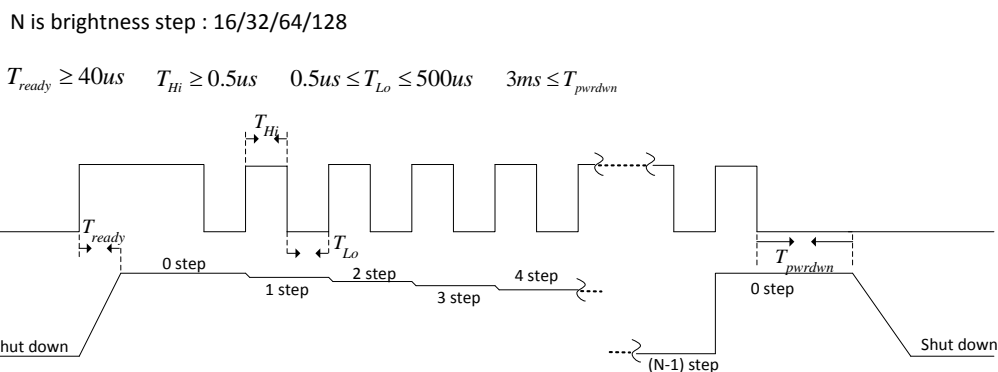 N is brightness step : 16/32/64/128
T_ready ≥ 40us T_Hi ≥ 0.5us 0.5us ≤ T_Lo ≤ 500us 3ms ≤ T_pwrdwn
T_Hi
T_ready
T_Lo
T_pwrdwn
0 step
1 step
2 step
3 step
4 step
0 step
hut down
(N-1) step
Shut down